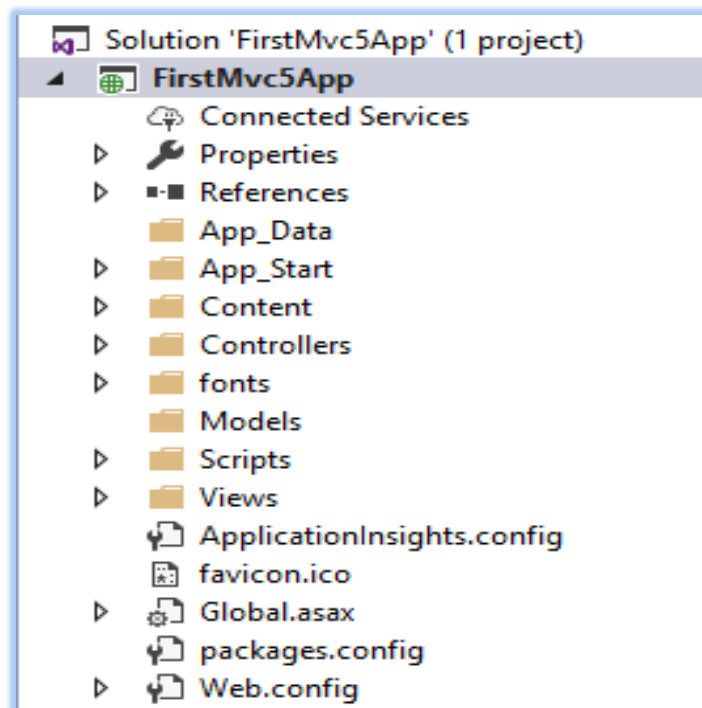 Solution 'FirstMvc5App' (1 project)
FirstMvc5App
Connected Services
Properties
References
App_Data
App_Start
Content
Controllers
fonts
Models
Scripts
Views
ApplicationInsights.config
favicon.ico
Global.asax
packages.config
Web.config